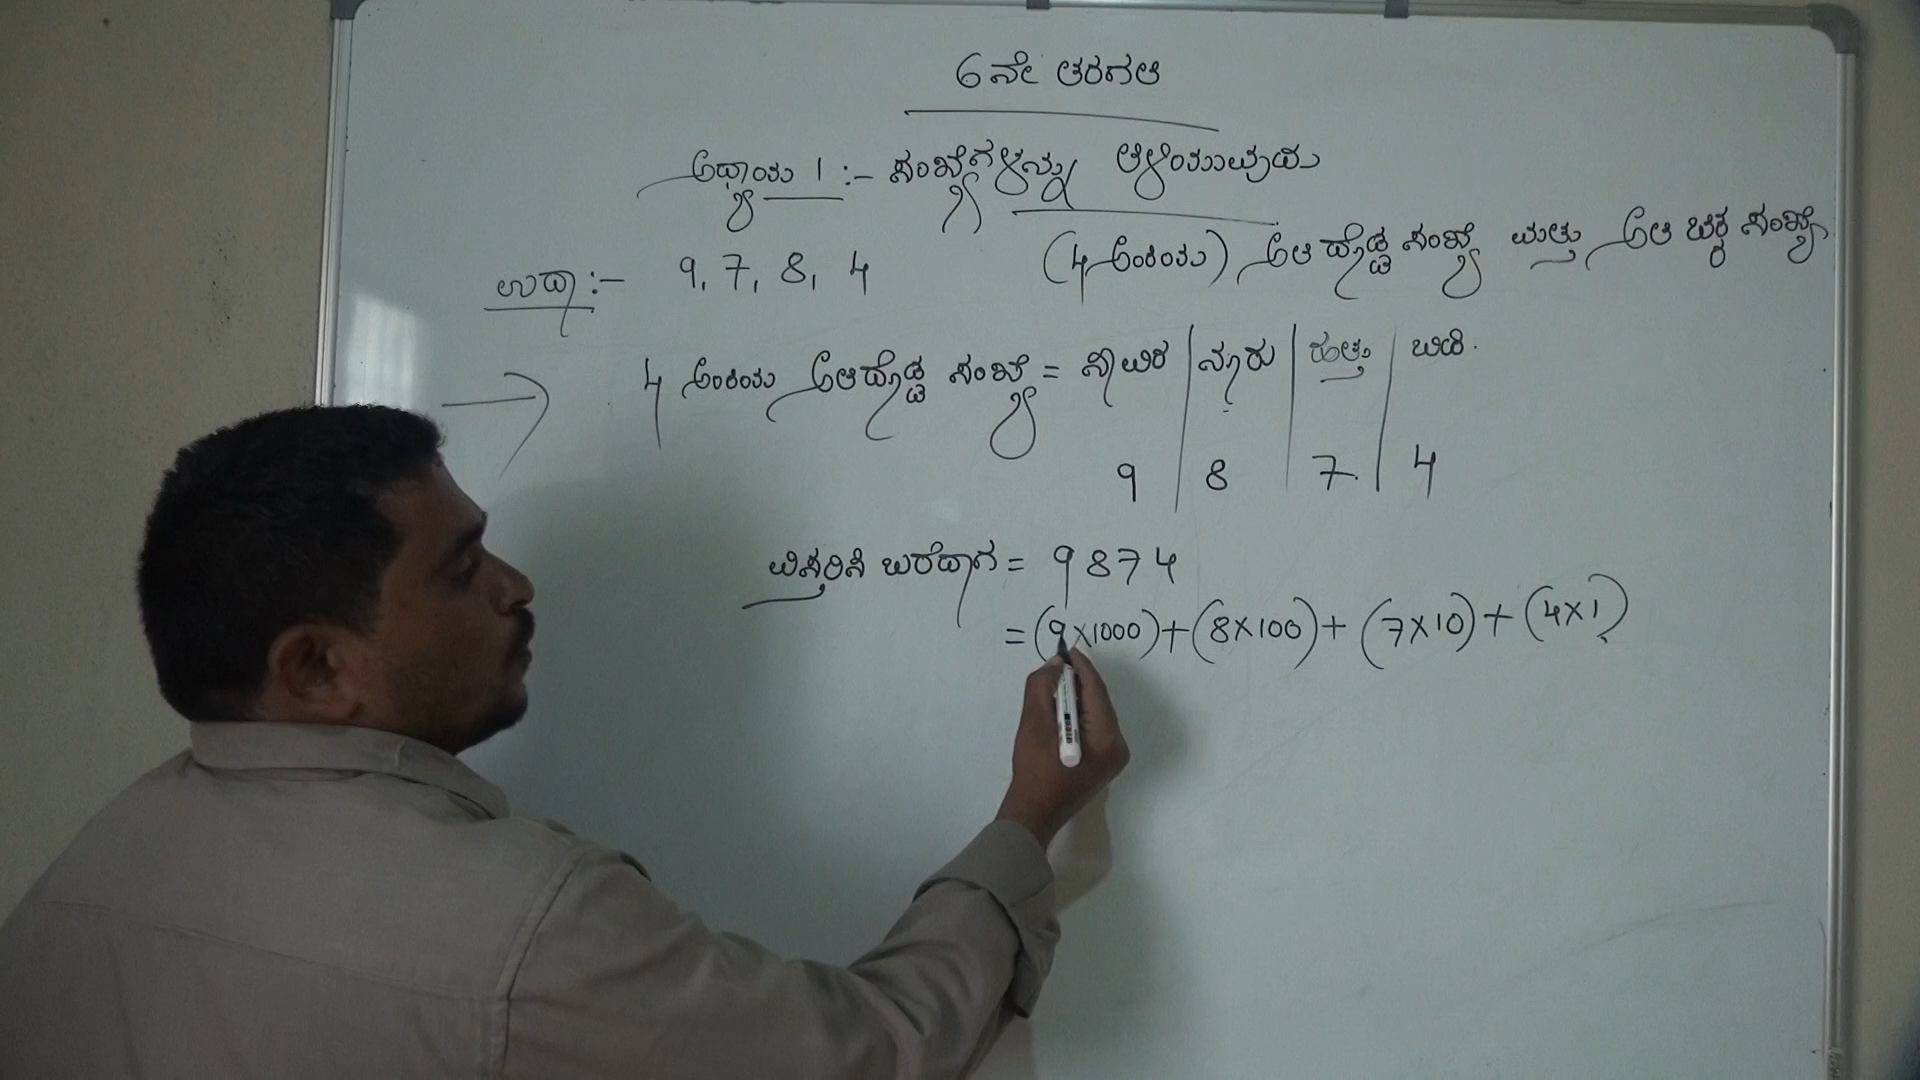 6ನೇ ತರಗತಿ
ಅಧ್ಯಾಯ 1 :- ಸಂಖ್ಯೆಗಳನ್ನು ತಿಳಿಯುವುದು
ಉದಾ :- 9, 7, 8, 4 (4 ಅಂಕಿಯ) ಅತಿ ದೊಡ್ಡ ಸಂಖ್ಯೆ ಮತ್ತು ಅತಿ ಚಿಕ್ಕ ಸಂಖ್ಯೆ
4 ಅಂಕಿಯ ಅತಿದೊಡ್ಡ ಸಂಖ್ಯೆ = ಸಾವಿರ | ನೂರು | ಹತ್ತು | ಬಿಡಿ.
9 | 8 | 7 | 4
ವಿಸ್ತರಿಸಿ ಬರೆದಾಗ = 9874
= (9×1000) + (8×100) + (7×10) + (4×1)